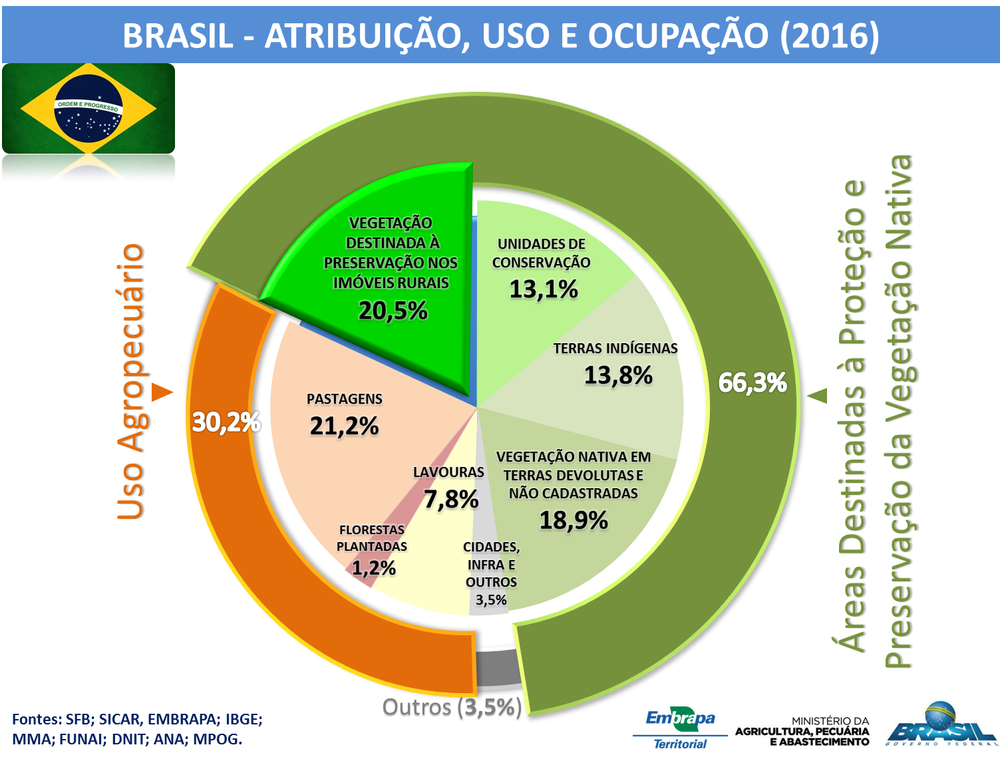 BRASIL - ATRIBUIÇÃO, USO E OCUPAÇÃO (2016)
ORDEM E PROGRESSO
VEGETAÇÃO
DESTINADA À
PRESERVAÇÃO NOS
IMÓVEIS RURAIS
20,5%
UNIDADES DE
CONSERVAÇÃO
13,1%
TERRAS INDÍGENAS
13,8%
66,3%
Áreas Destinadas à Proteção e
Preservação da Vegetação Nativa
Uso Agropecuário
30,2%
PASTAGENS
21,2%
VEGETAÇÃO NATIVA EM
TERRAS DEVOLUTAS E
NÃO CADASTRADAS
18,9%
LAVOURAS
7,8%
FLORESTAS
PLANTADAS
1,2%
CIDADES,
INFRA E
OUTROS
3,5%
Outros (3,5%)
Fontes: SFB; SICAR, EMBRAPA; IBGE;
MMA; FUNAI; DNIT; ANA; MPOG.
Embrapa
Territorial
MINISTÉRIO DA
AGRICULTURA, PECUÁRIA
E ABASTECIMENTO
BRASIL
GOVERNO FEDERAL